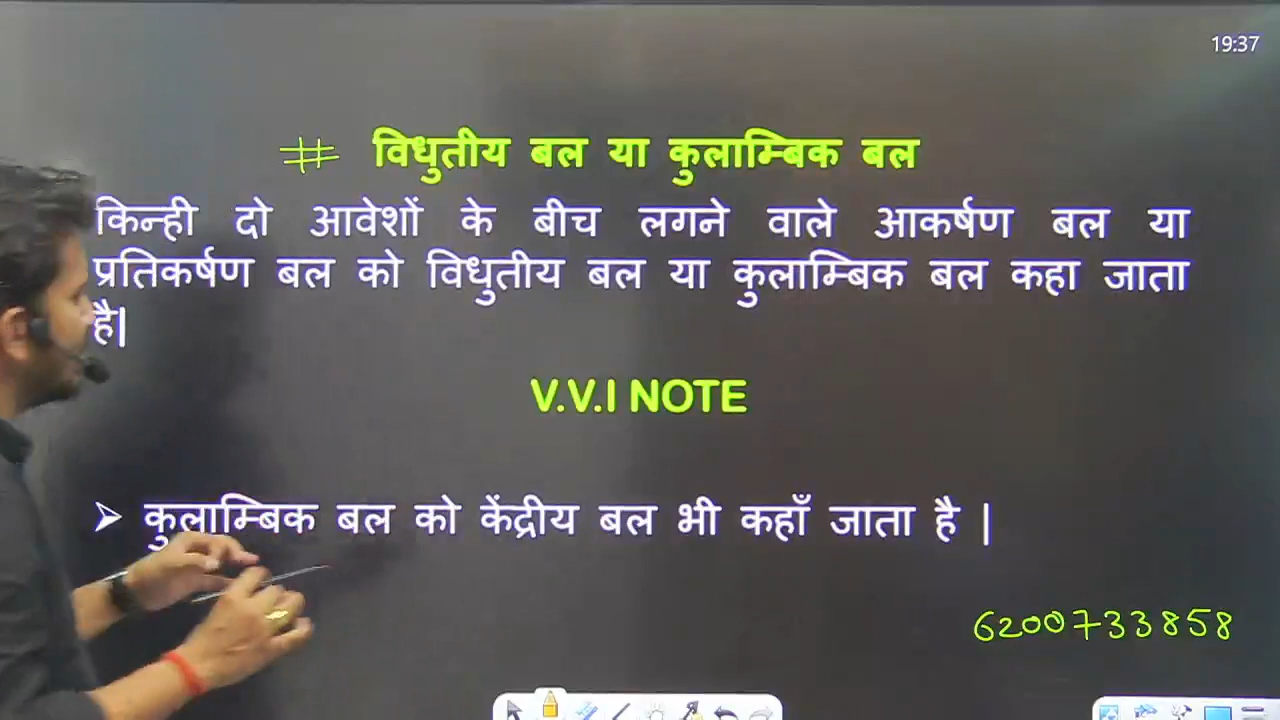 19:37
# विधुतीय बल या कुलाम्बिक बल
किन्ही दो आवेशों के बीच लगने वाले आकर्षण बल या
प्रतिकर्षण बल को विधुतीय बल या कुलाम्बिक बल कहा जाता
है|
V.V.I NOTE
➤ कुलाम्बिक बल को केंद्रीय बल भी कहाँ जाता है |
6200733858